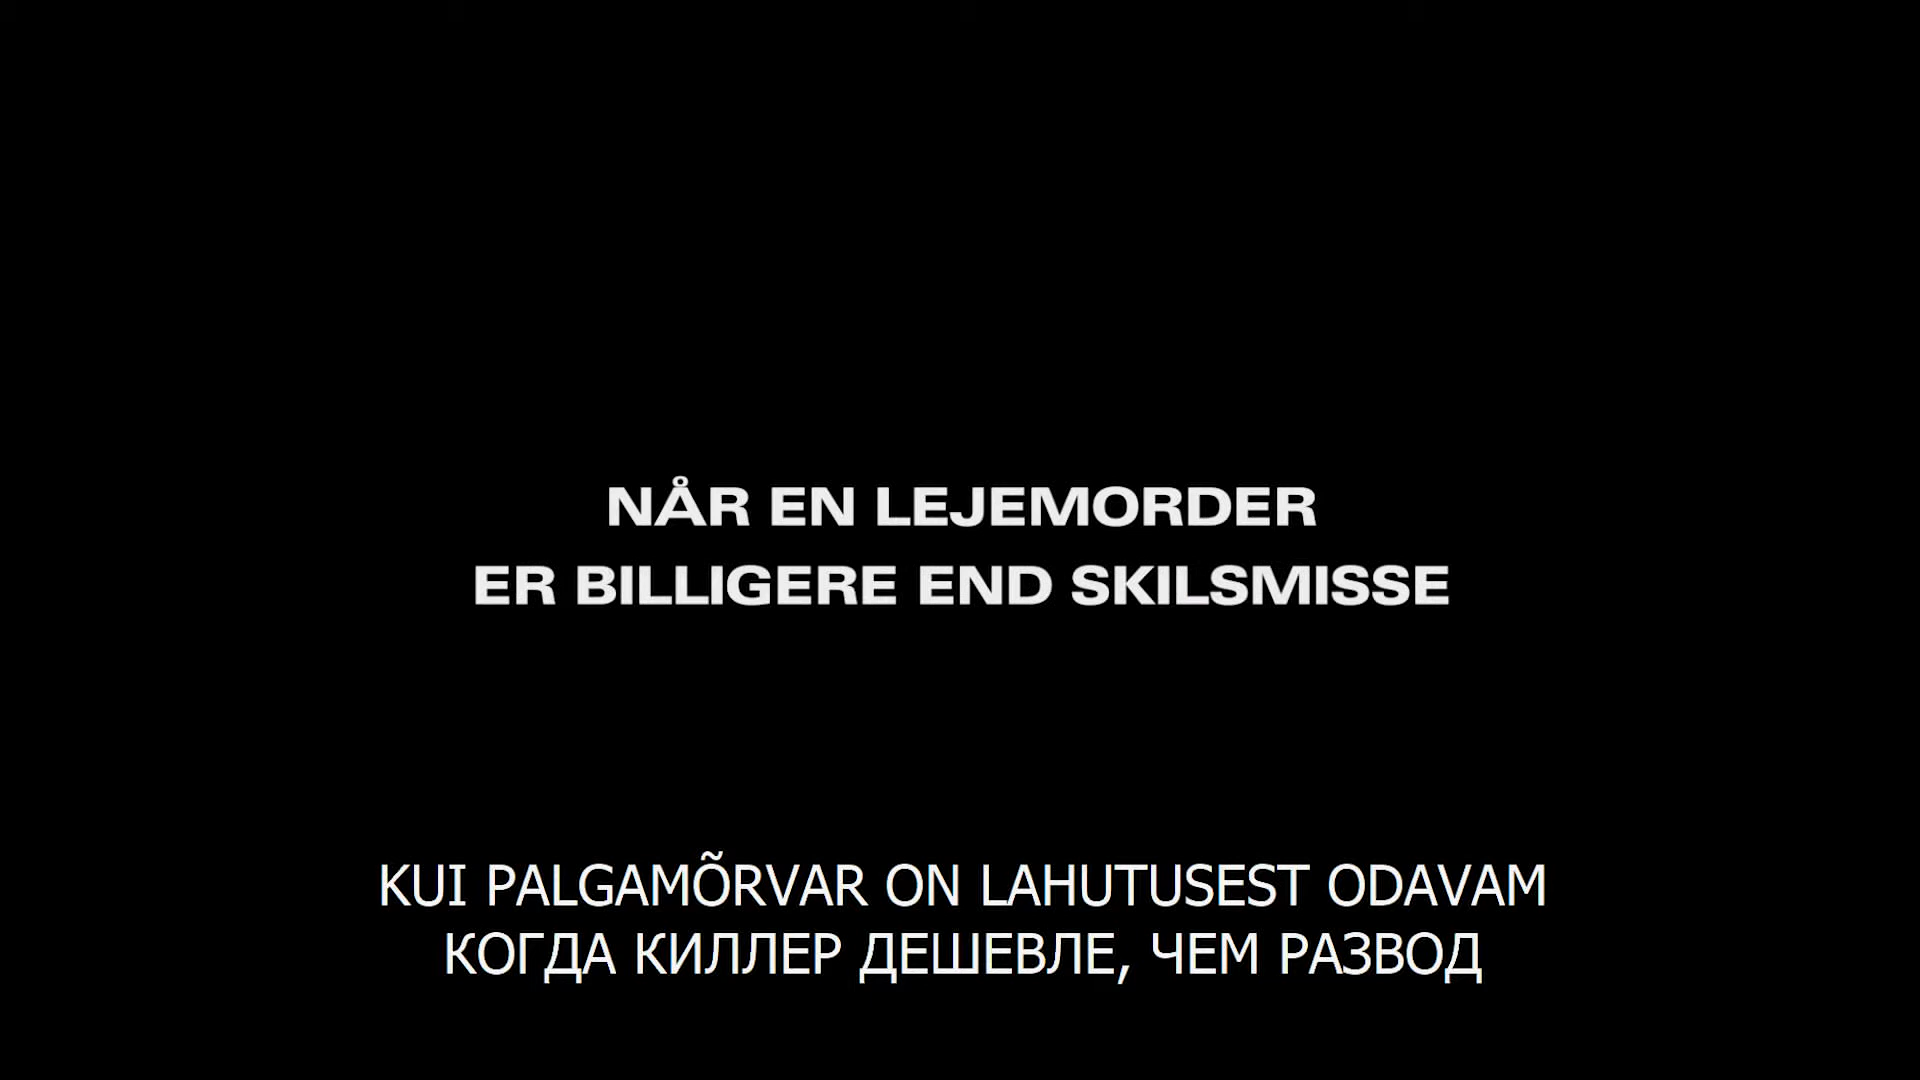 NÅR EN LEJEMORDER
ER BILLIGERE END SKILSMISSE
KUI PALGAMÕRVAR ON LAHUTUSEST ODAVAM
КОГДА КИЛЛЕР ДЕШЕВЛЕ, ЧЕМ РАЗВОД